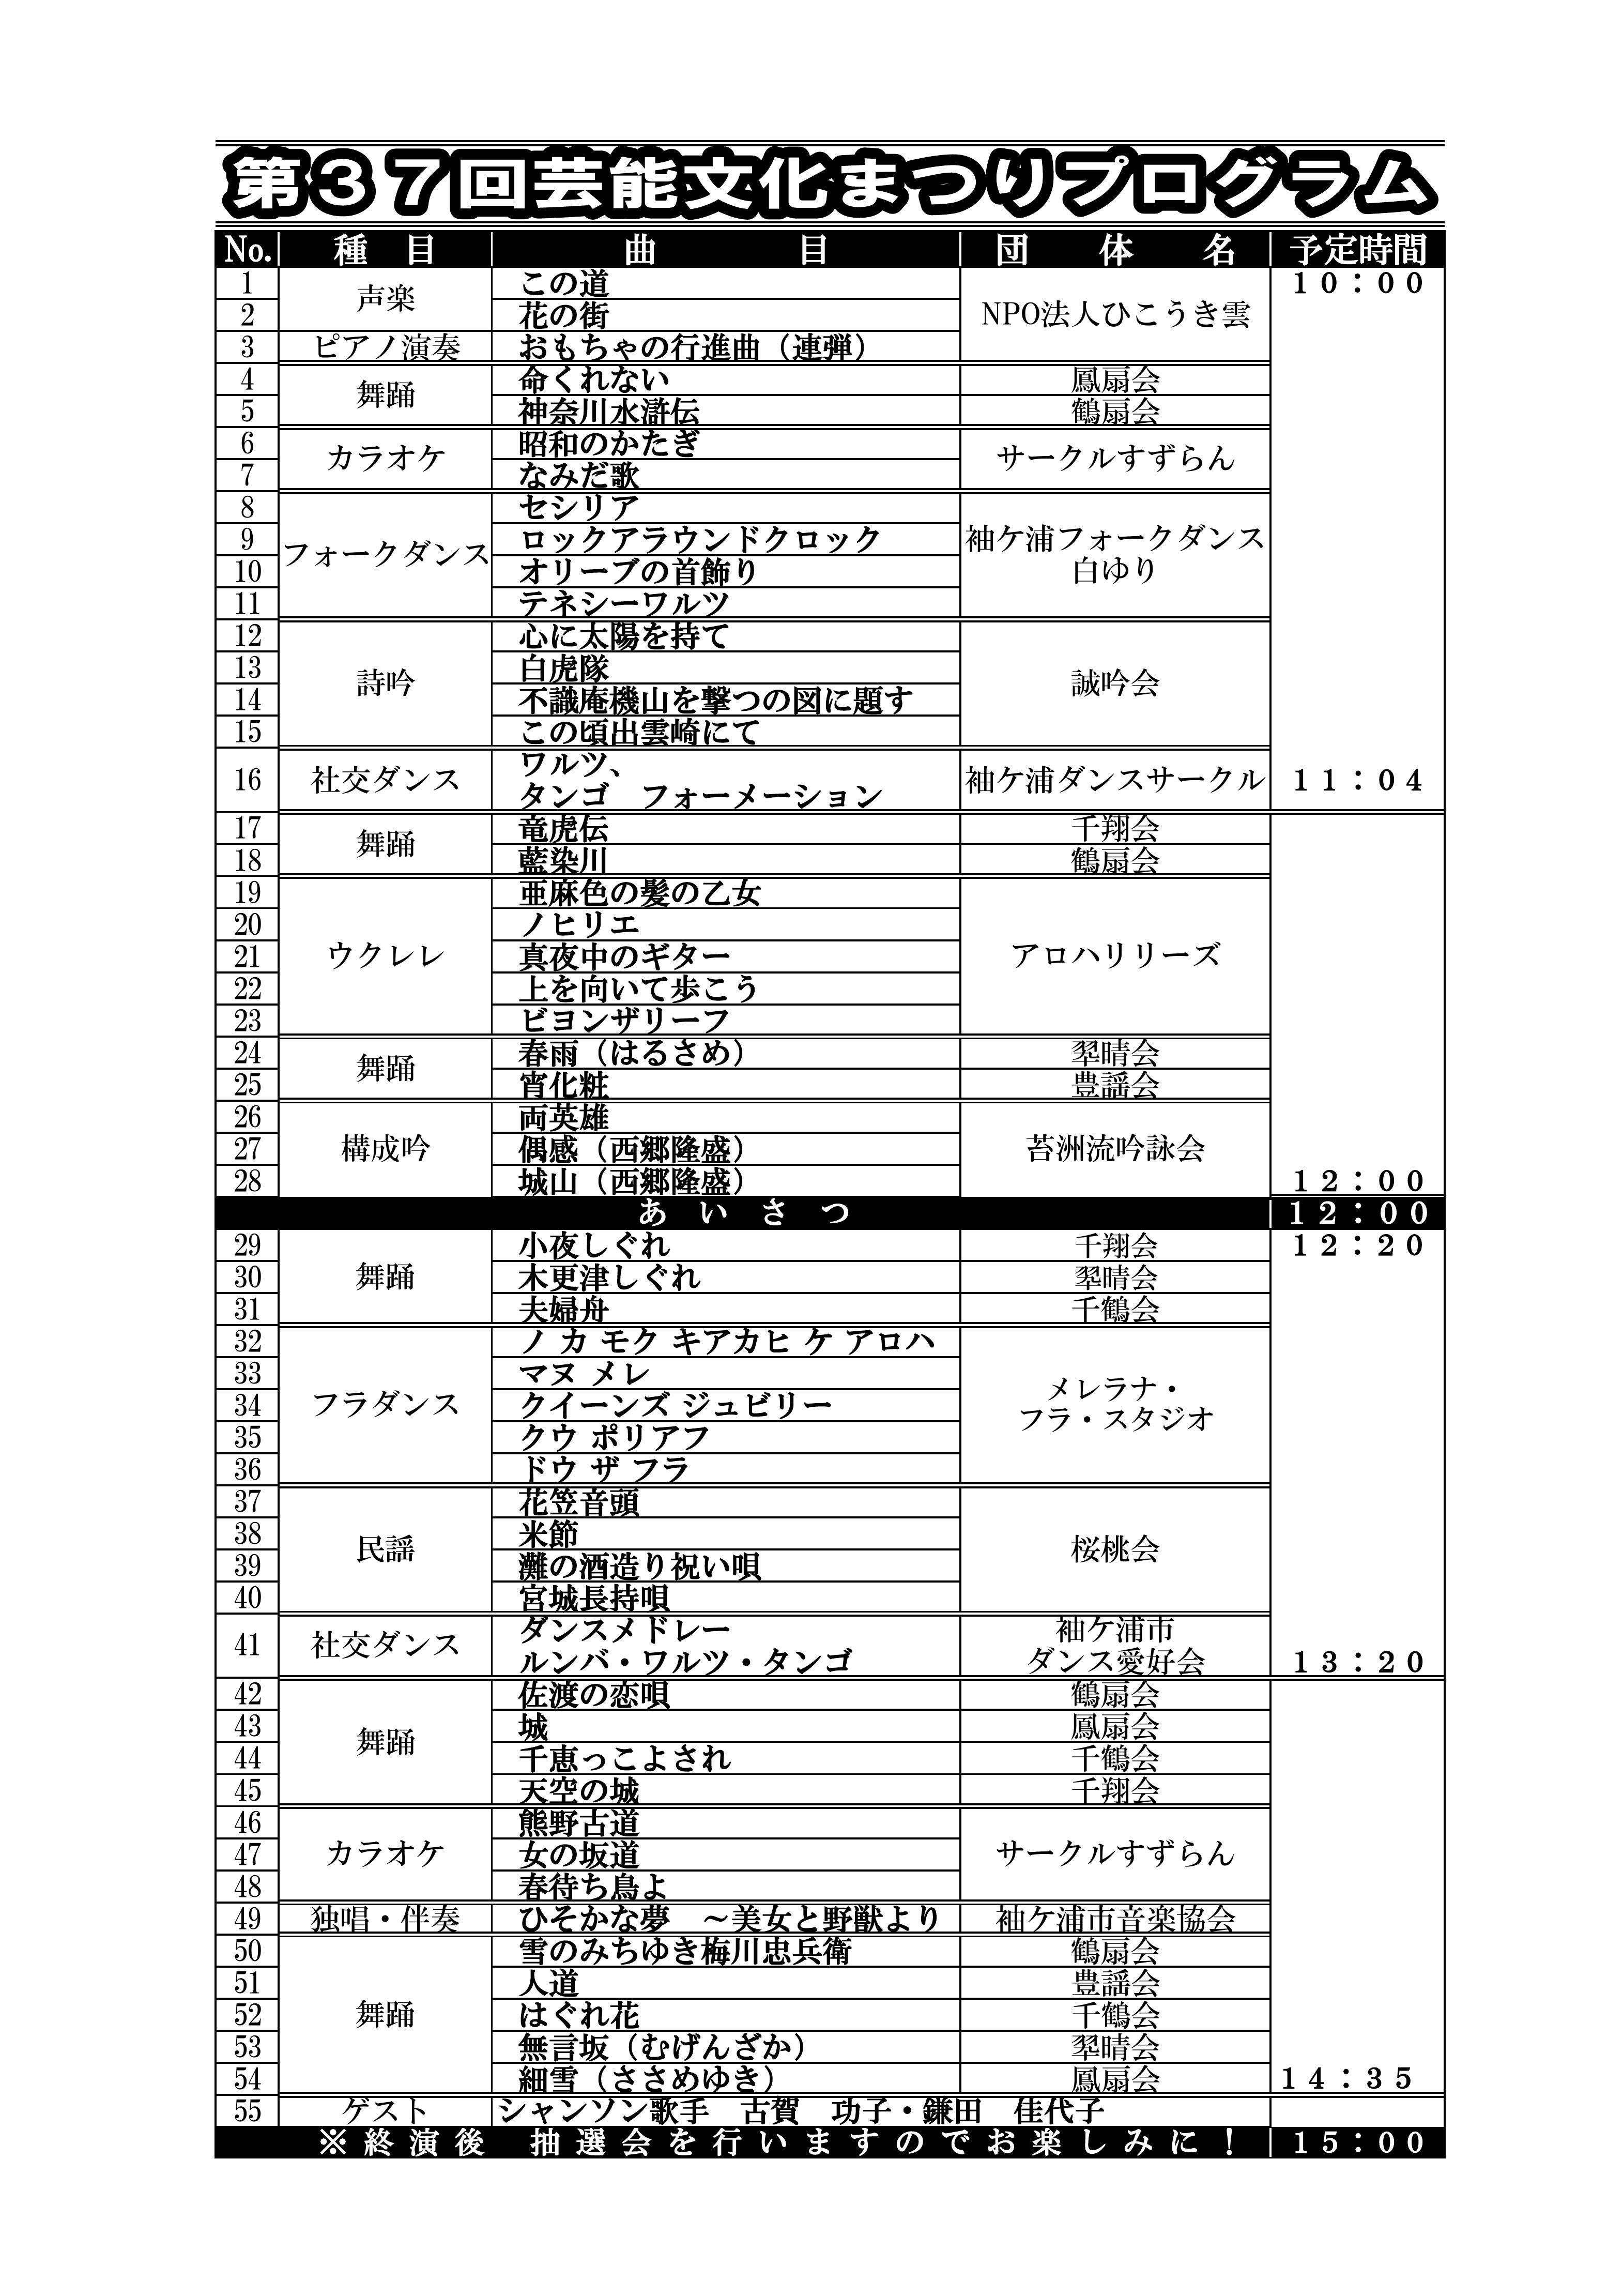 第３７回芸能文化まつりプログラム
No. 種目 曲目 団体名 予定時間
1 声楽 この道 NPO法人ひこうき雲 １０：００
2 花の街
3 ピアノ演奏 おもちゃの行進曲（連弾）
4 舞踊 命くれない 鳳扇会
5 神奈川水滸伝 鶴扇会
6 カラオケ 昭和のかたぎ サークルすずらん
7 なみだ歌
8 フォークダンス セシリア 袖ケ浦フォークダンス
白ゆり
9 ロックアラウンドクロック
10 オリーブの首飾り
11 テネシーワルツ
12 詩吟 心に太陽を持て 誠吟会
13 白虎隊
14 不識庵機山を撃つの図に題す
15 この頃出雲崎にて
16 社交ダンス ワルツ、
タンゴ　フォーメーション 袖ケ浦ダンスサークル １１：０４
17 舞踊 竜虎伝 千翔会
18 藍染川 鶴扇会
19 ウクレレ 亜麻色の髪の乙女 アロハリリーズ
20 ノヒリエ
21 真夜中のギター
22 上を向いて歩こう
23 ビヨンザリーフ
24 舞踊 春雨（はるさめ） 翠晴会
25 宵化粧 豊謡会
26 構成吟 両英雄 苔洲流吟詠会
27 偶感（西郷隆盛）
28 城山（西郷隆盛） １２：００
あいさつ １２：００
29 舞踊 小夜しぐれ 千翔会 １２：２０
30 木更津しぐれ 翠晴会
31 夫婦舟 千鶴会
32 フラダンス ノ カ モク キアカヒ ケ アロハ メレラナ・
フラ・スタジオ
33 マヌ メレ
34 クイーンズ ジュビリー
35 クウ ポリアフ
36 ドウ ザ フラ
37 民謡 花笠音頭 桜桃会
38 米節
39 灘の酒造り祝い唄
40 宮城長持唄
41 社交ダンス ダンスメドレー
ルンバ・ワルツ・タンゴ 袖ケ浦市
ダンス愛好会 １３：２０
42 舞踊 佐渡の恋唄 鶴扇会
43 城 鳳扇会
44 千恵っこよされ 千鶴会
45 天空の城 千翔会
46 カラオケ 熊野古道 サークルすずらん
47 女の坂道
48 春待ち鳥よ
49 独唱・伴奏 ひそかな夢　～美女と野獣より 袖ケ浦市音楽協会
50 舞踊 雪のみちゆき梅川忠兵衛 鶴扇会
51 人道 豊謡会
52 はぐれ花 千鶴会
53 無言坂（むげんざか） 翠晴会
54 細雪（ささめゆき） 鳳扇会 １４：３５
55 ゲスト シャンソン歌手　古賀　功子・鎌田　佳代子
※終演後　抽選会を行いますのでお楽しみに！ １５：００